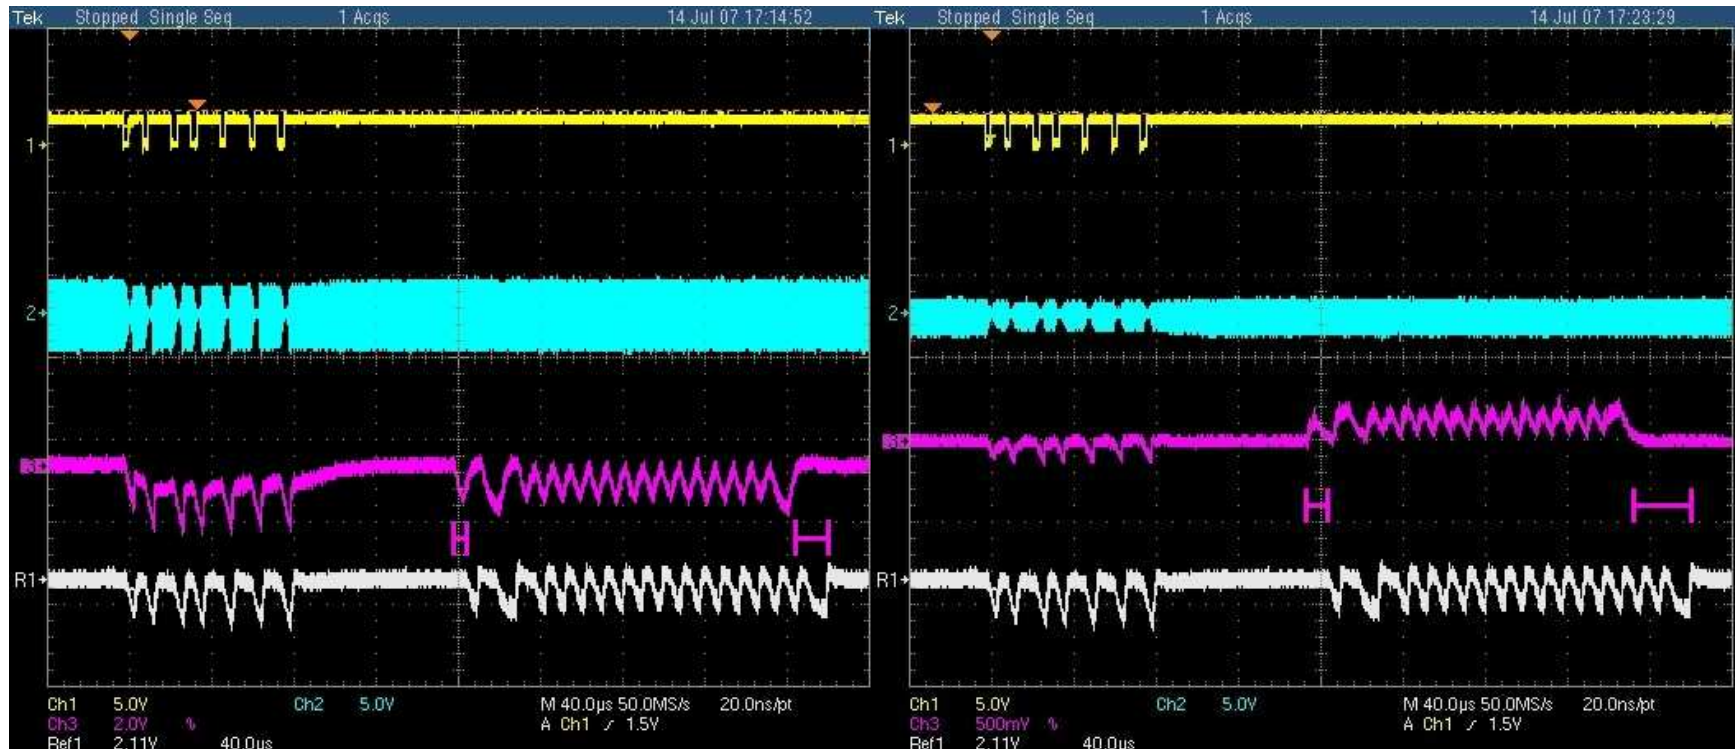 Tek Stopped Single Seq 1 Acqs 14 Jul 07 17:14:52
1
2
3
R1
Ch1 5.0V Ch2 5.0V M 40.0µs 50.0MS/s 20.0ns/pt
Ch3 2.0V A Ch1 1.5V
Ref1 2.11V 40.0µs
Tek Stopped Single Seq 1 Acqs 14 Jul 07 17:23:29
1
2
3
R1
Ch1 5.0V Ch2 5.0V M 40.0µs 50.0MS/s 20.0ns/pt
Ch3 500mV A Ch1 1.5V
Ref1 2.11V 40.0µs